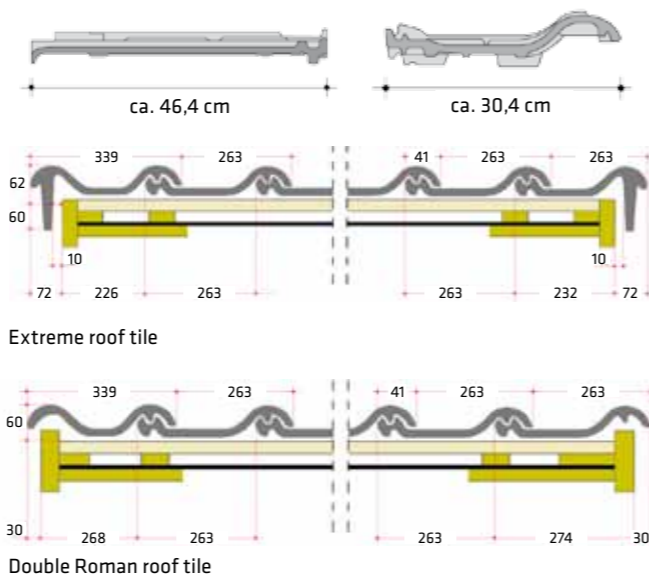 ca. 46,4 cm ca. 30,4 cm
339 263 41 263 263
62
60
10 10
72 226 263 263 232 72
Extreme roof tile
339 263 41 263 263
60
30 268 263 263 274 30
Double Roman roof tile